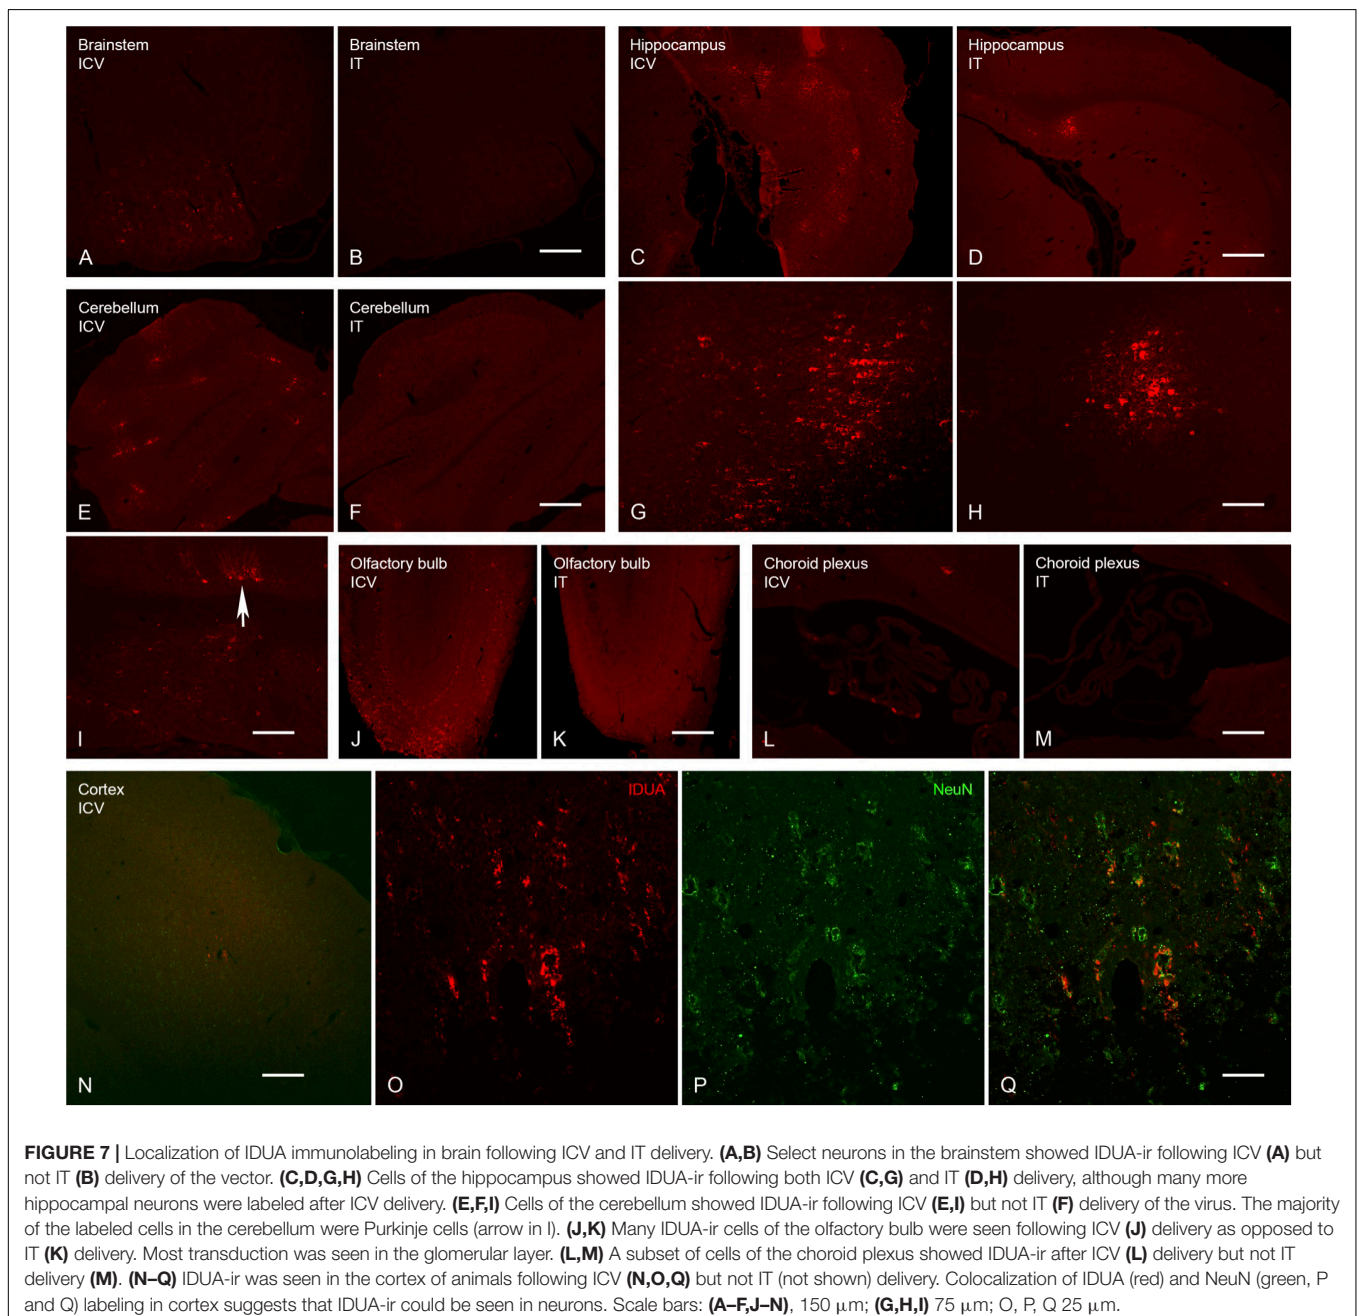 Brainstem
ICV
A
Brainstem
IT
B
Hippocampus
ICV
C
Hippocampus
IT
D
Cerebellum
ICV
E
Cerebellum
IT
F
G
H
I
Olfactory bulb
ICV
J
Olfactory bulb
IT
K
Choroid plexus
ICV
L
Choroid plexus
IT
M
Cortex
ICV
N
IDUA
O
NeuN
P
Q
FIGURE 7 | Localization of IDUA immunolabeling in brain following ICV and IT delivery. (A,B) Select neurons in the brainstem showed IDUA-ir following ICV (A) but
not IT (B) delivery of the vector. (C,D,G,H) Cells of the hippocampus showed IDUA-ir following both ICV (C,G) and IT (D,H) delivery, although many more
hippocampal neurons were labeled after ICV delivery. (E,F,I) Cells of the cerebellum showed IDUA-ir following ICV (E,I) but not IT (F) delivery of the virus. The majority
of the labeled cells in the cerebellum were Purkinje cells (arrow in I). (J,K) Many IDUA-ir cells of the olfactory bulb were seen following ICV (J) delivery as opposed to
IT (K) delivery. Most transduction was seen in the glomerular layer. (L,M) A subset of cells of the choroid plexus showed IDUA-ir after ICV (L) delivery but not IT
delivery (M). (N–Q) IDUA-ir was seen in the cortex of animals following ICV (N,O,Q) but not IT (not shown) delivery. Colocalization of IDUA (red) and NeuN (green, P
and Q) labeling in cortex suggests that IDUA-ir could be seen in neurons. Scale bars: (A–F,J–N), 150 μm; (G,H,I) 75 μm; O, P, Q 25 μm.